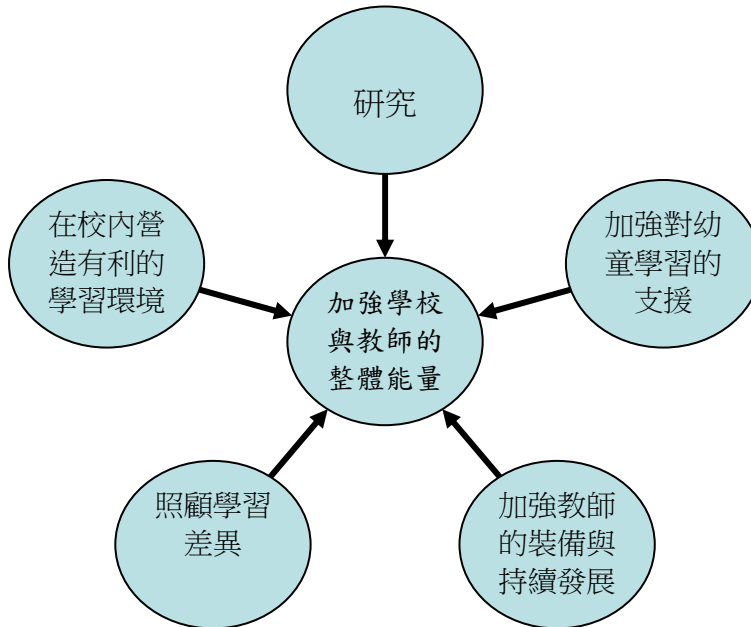 研究
在校內營
造有利的
學習環境
加強對幼
童學習的
支援
加強學校
與教師的
整體能量
照顧學習
差異
加強教師
的裝備與
持續發展